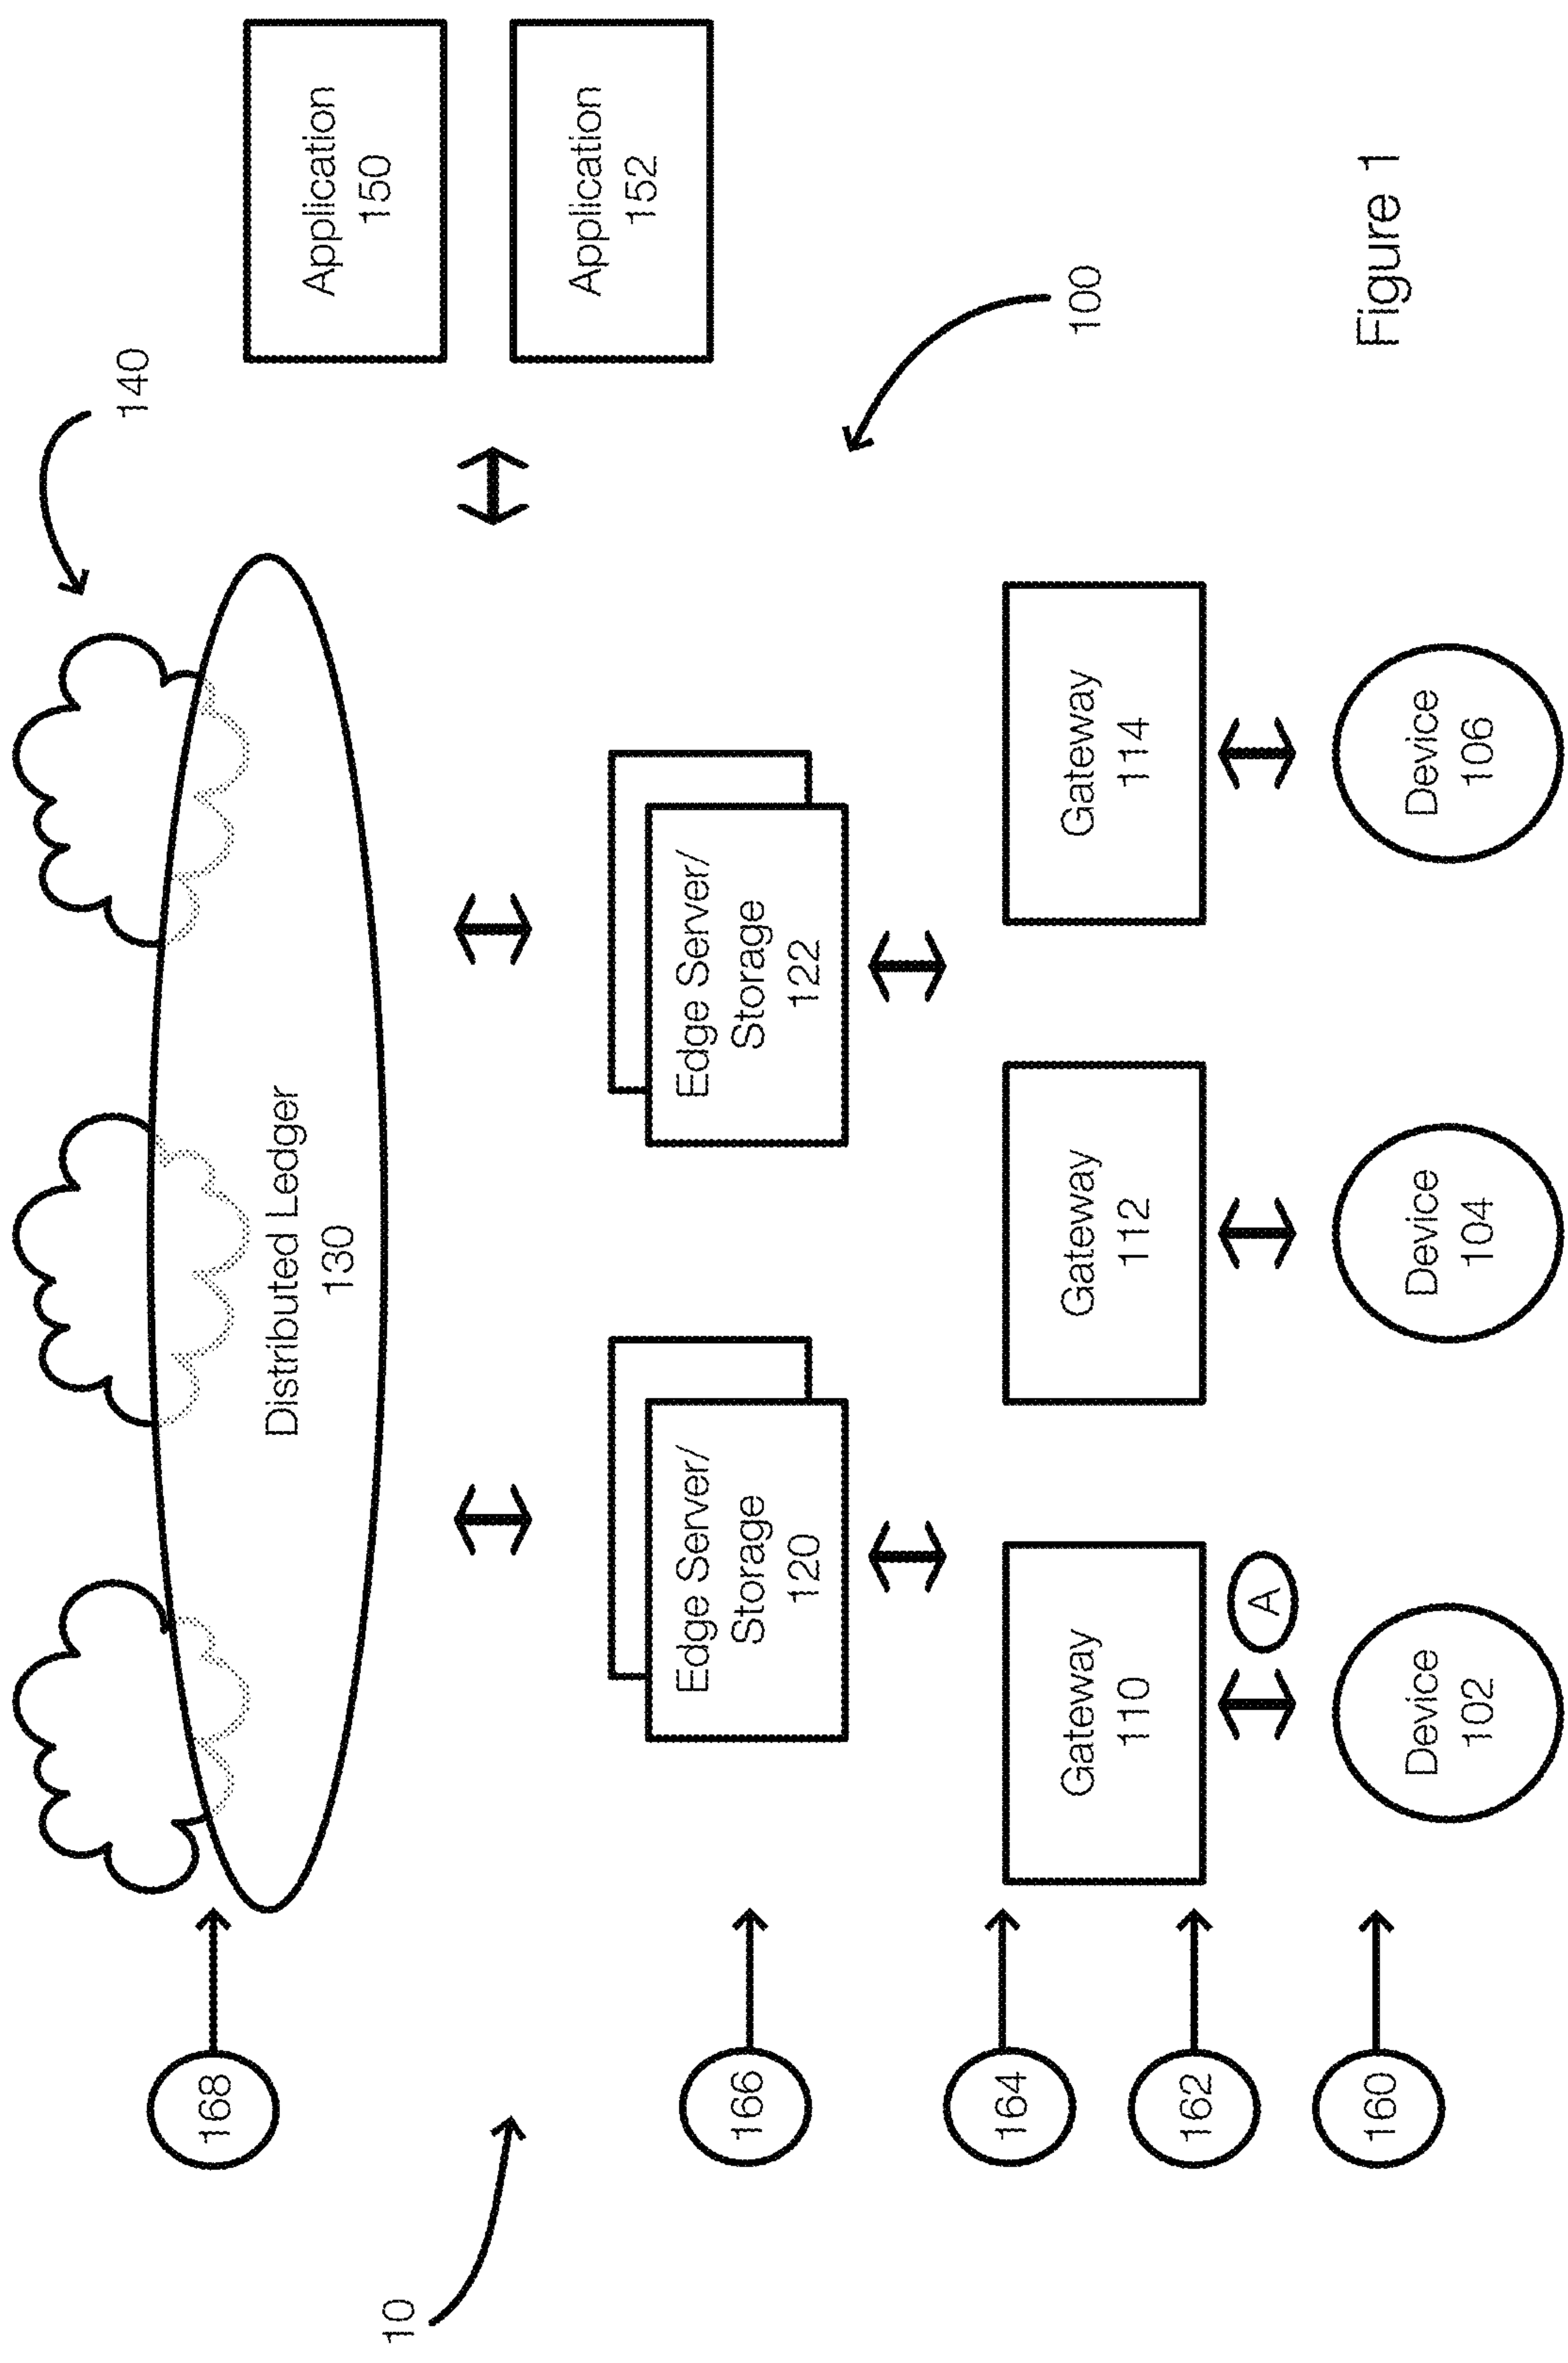 140
168
Distributed Ledger
130
Application
150
Application
152
10
166
Edge Server/
Storage
120
Edge Server/
Storage
122
100
164
Gateway
110
Gateway
112
Gateway
114
162
A
160
Device
102
Device
104
Device
106
Figure 1